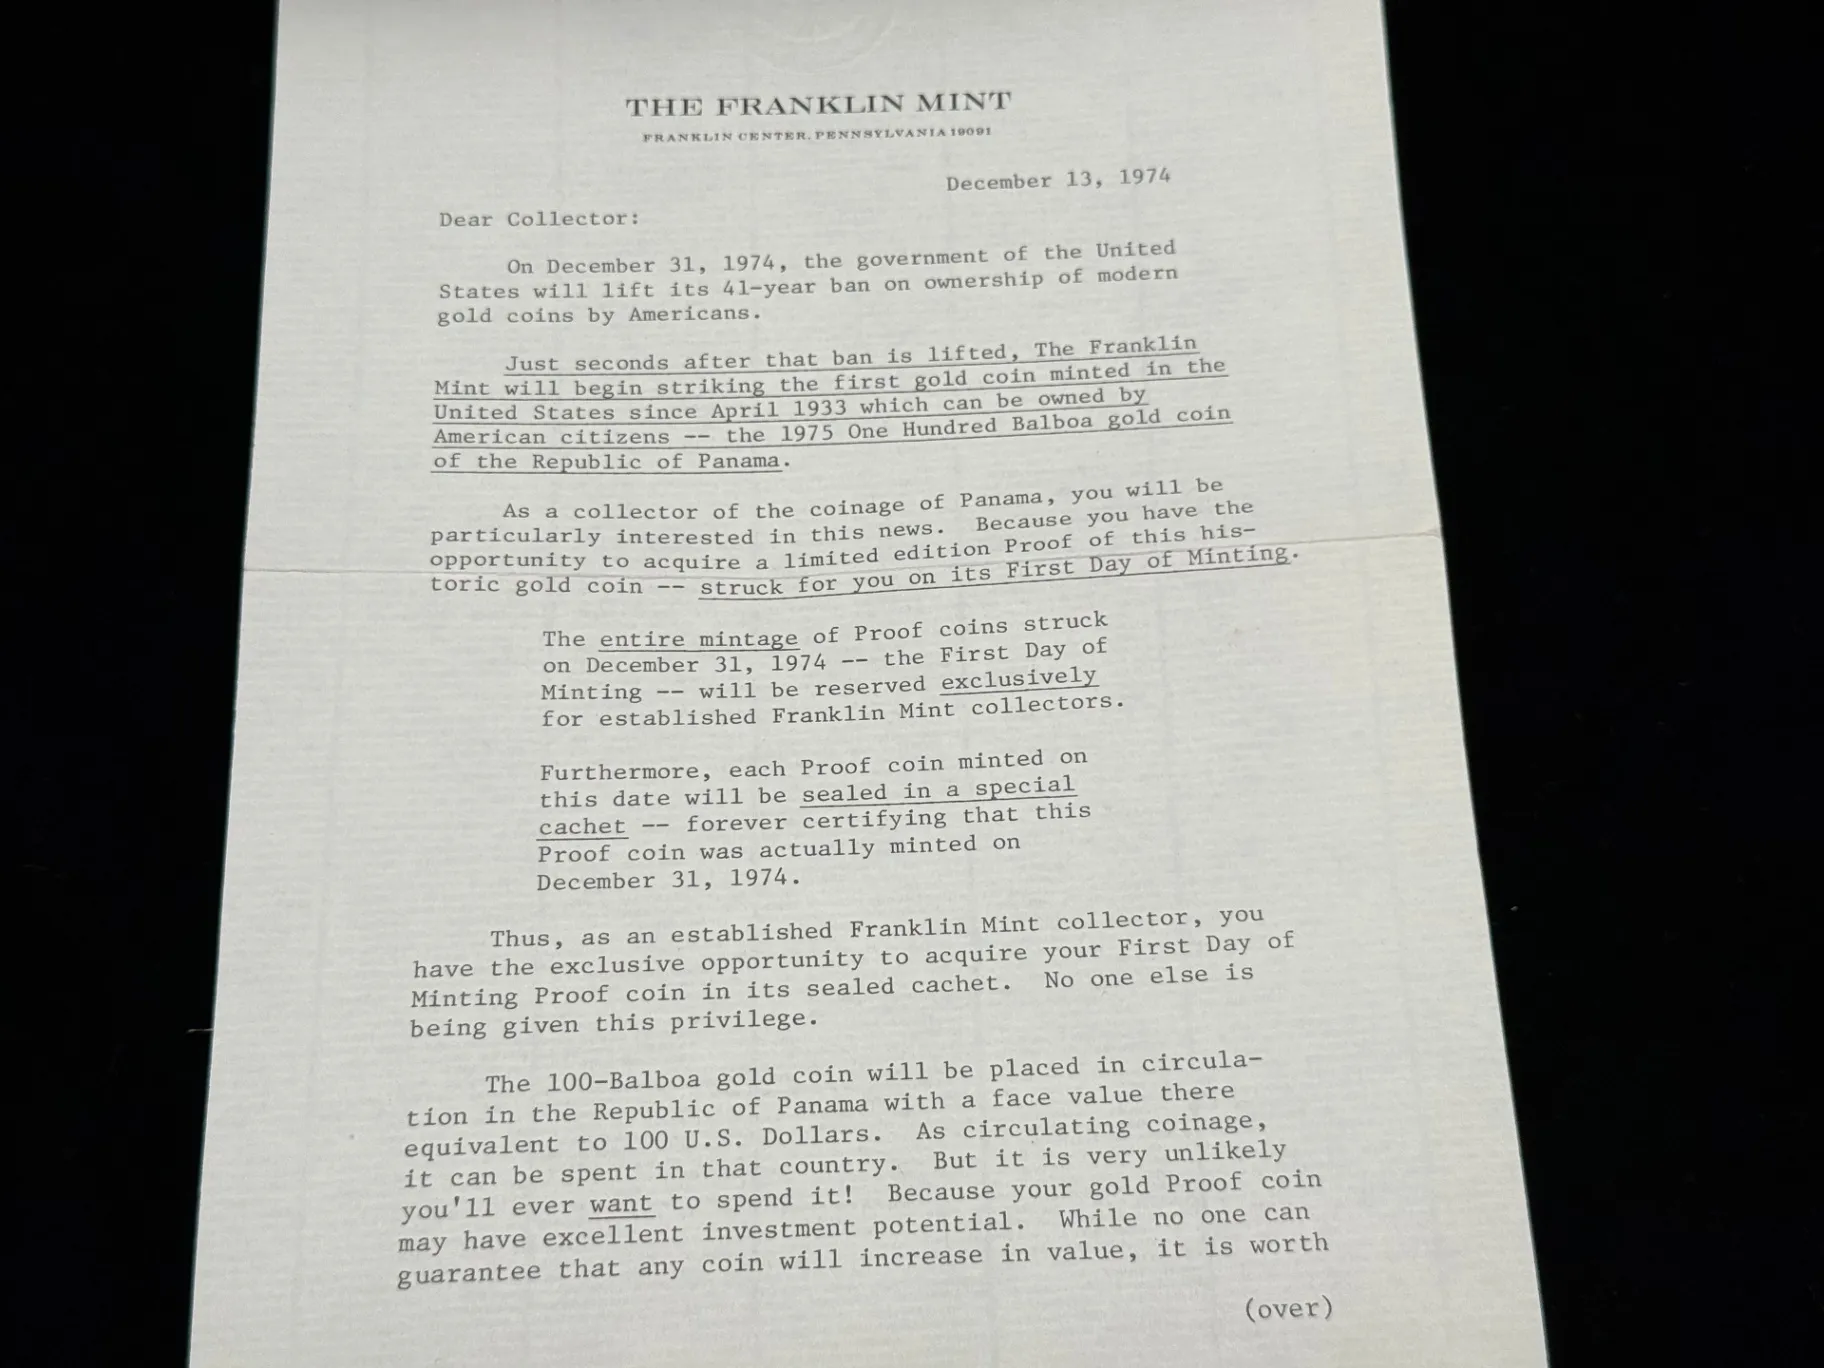 THE FRANKLIN MINT
FRANKLIN CENTER, PENNSYLVANIA 19091
December 13, 1974
Dear Collector:
On December 31, 1974, the government of the United
States will lift its 41-year ban on ownership of modern
gold coins by Americans.
Just seconds after that ban is lifted, The Franklin
Mint will begin striking the first gold coin minted in the
United States since April 1933 which can be owned by
American citizens -- the 1975 One Hundred Balboa gold coin
of the Republic of Panama.
As a collector of the coinage of Panama, you will be
particularly interested in this news. Because you have the
opportunity to acquire a limited edition Proof of this his-
toric gold coin -- struck for you on its First Day of Minting.
The entire mintage of Proof coins struck
on December 31, 1974 -- the First Day of
Minting -- will be reserved exclusively
for established Franklin Mint collectors.
Furthermore, each Proof coin minted on
this date will be sealed in a special
cachet -- forever certifying that this
Proof coin was actually minted on
December 31, 1974.
Thus, as an established Franklin Mint collector, you
have the exclusive opportunity to acquire your First Day of
Minting Proof coin in its sealed cachet. No one else is
being given this privilege.
The 100-Balboa gold coin will be placed in circula-
tion in the Republic of Panama with a face value there
equivalent to 100 U.S. Dollars. As circulating coinage,
it can be spent in that country. But it is very unlikely
you'll ever want to spend it! Because your gold Proof coin
may have excellent investment potential. While no one can
guarantee that any coin will increase in value, it is worth
(over)